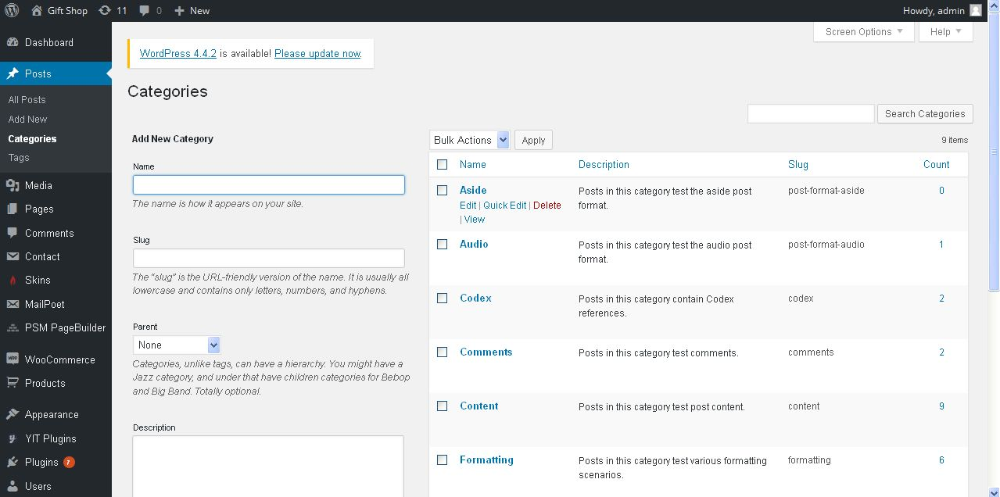 Gift Shop 11 0 New Howdy, admin
Screen Options Help
Dashboard
Posts
All Posts
Add New
Categories
Tags
Media
Pages
Comments
Contact
Skins
MailPoet
PSM PageBuilder
WooCommerce
Products
Appearance
YIT Plugins
Plugins 1
Users
WordPress 4.4.2 is available! Please update now.
Categories
Search Categories
Add New Category
Name
The name is how it appears on your site.
Slug
The "slug" is the URL-friendly version of the name. It is usually all
lowercase and contains only letters, numbers, and hyphens.
Parent
None
Categories, unlike tags, can have a hierarchy. You might have a
Jazz category, and under that have children categories for Bebop
and Big Band. Totally optional.
Description
Bulk Actions Apply 9 items
Name Description Slug Count
Aside Posts in this category test the aside post post-format-aside 0
Edit | Quick Edit | Delete format.
| View
Audio Posts in this category test the audio post post-format-audio 1
format.
Codex Posts in this category contain Codex codex 2
references.
Comments Posts in this category test comments. comments 2
Content Posts in this category test post content. content 9
Formatting Posts in this category test various formatting formatting 6
scenarios.